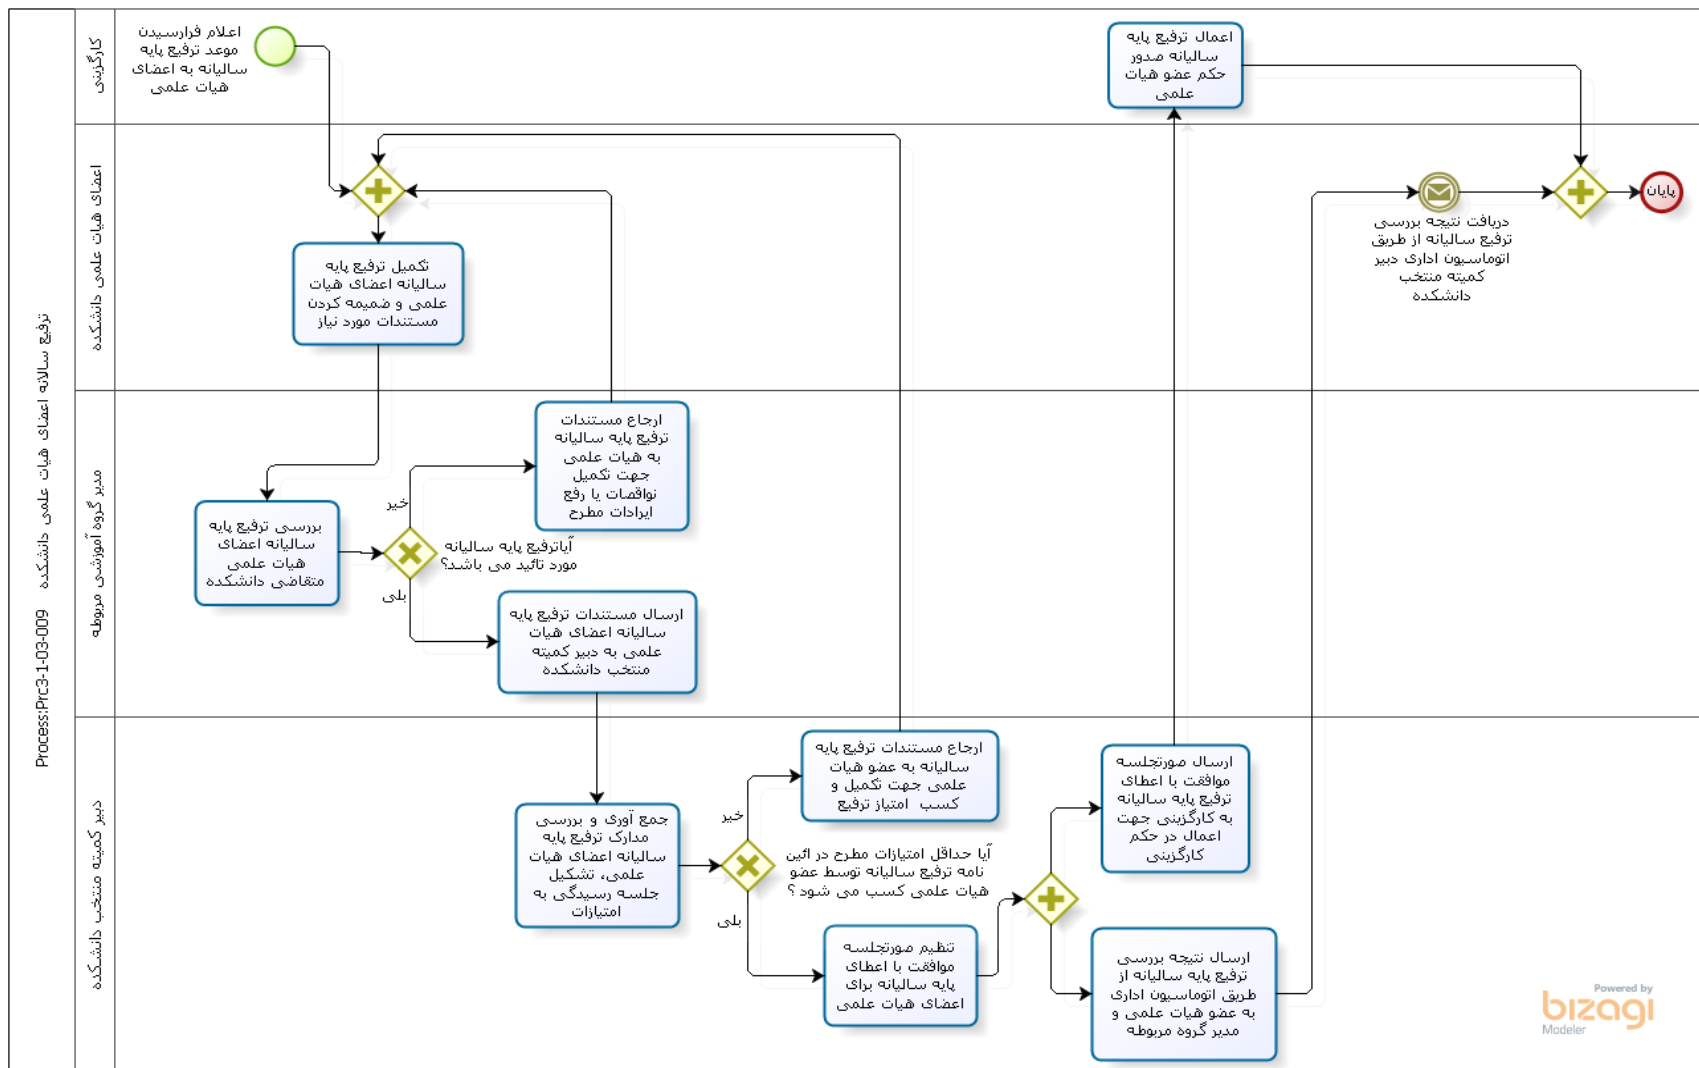 Process:Prc3-1-03-009 ترفیع سالانه اعضای هیات علمی دانشکده
کارگزینی
اعلام فرارسیدن
موعد ترفیع پایه
سالیانه به اعضای
هیات علمی
اعمال ترفیع پایه
سالیانه صدور
حکم عضو هیات
علمی
اعضای هیات علمی دانشکده
تکمیل ترفیع پایه
سالیانه اعضای هیات
علمی و ضمیمه کردن
مستندات مورد نیاز
دریافت نتیجه بررسی
ترفیع سالیانه از طریق
اتوماسیون اداری دبیر
کمیته منتخب
دانشکده
پایان
مدیر گروه آموزشی مربوطه
بررسی ترفیع پایه
سالیانه اعضای
هیات علمی
متقاضی دانشکده
خیر
ارجاع مستندات
ترفیع پایه سالیانه
به هیات علمی
جهت تکمیل
نواقصات یا رفع
ایرادات مطرح
آیاترفیع پایه سالیانه
مورد تائید می باشد؟
بلی
ارسال مستندات ترفیع پایه
سالیانه اعضای هیات
علمی به دبیر کمیته
منتخب دانشکده
دبیر کمیته منتخب دانشکده
جمع آوری و بررسی
مدارک ترفیع پایه
سالیانه اعضای هیات
علمی، تشکیل
جلسه رسیدگی به
امتیازات
خیر
ارجاع مستندات ترفیع پایه
سالیانه به عضو هیات
علمی جهت تکمیل و
کسب امتیاز ترفیع
آیا حداقل امتیازات مطرح در ائین
نامه ترفیع سالیانه توسط عضو
هیات علمی کسب می شود ؟
بلی
تنظیم صورتجلسه
موافقت با اعطای
پایه سالیانه برای
اعضای هیات علمی
ارسال صورتجلسه
موافقت با اعطای
ترفیع پایه سالیانه
به کارگزینی جهت
اعمال در حکم
کارگزینی
ارسال نتیجه بررسی
ترفیع پایه سالیانه از
طریق اتوماسیون اداری
به عضو هیات علمی و
مدیر گروه مربوطه
Powered by
bizagi
Modeler